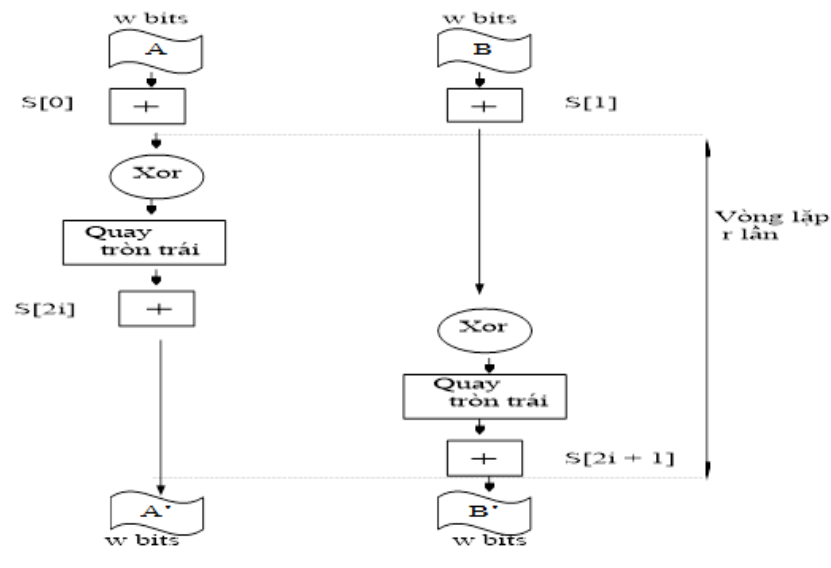 w bits
w bits
A
B
S[0]
+
+
S[1]
Xor
Quay
tròn trái
Vòng lặp
r lần
S[2i]
+
Xor
Quay
tròn trái
+
S[2i + 1]
A'
B'
w bits
w bits